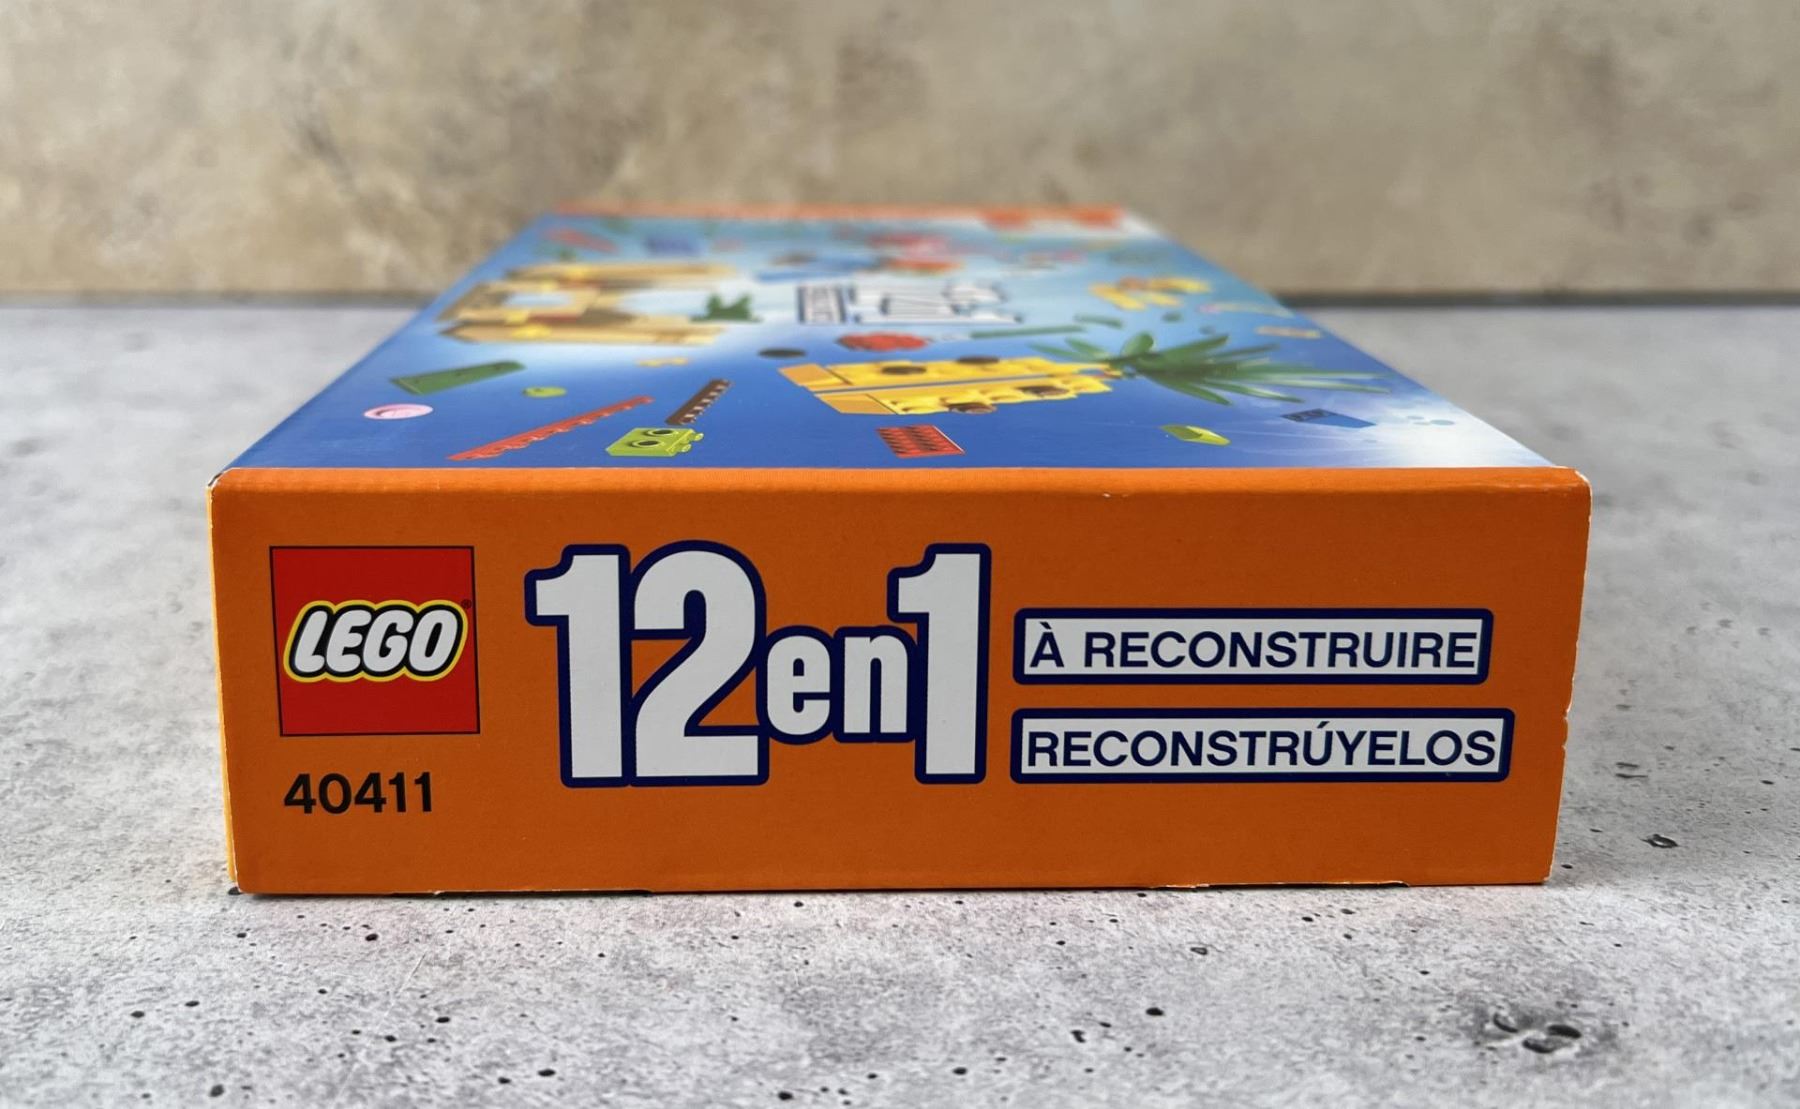 LEGO®
40411
12en1
À RECONSTRUIRE
RECONSTRÚYELOS